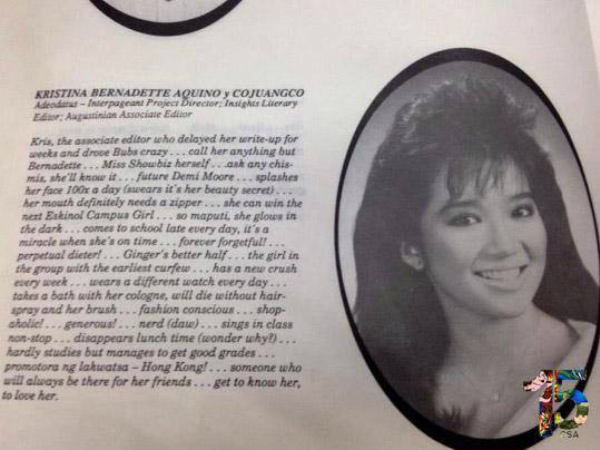 KRISTINA BERNADETTE AQUINO y COJUANGCO
Adeodatus – Interpageant Project Director; Insights Literary
Editor; Augustinian Associate Editor
Kris, the associate editor who delayed her write-up for
weeks and drove Bubs crazy . . . call her anything but
Bernadette . . . Miss Showbiz herself . . . ask any chis-
mis, she'll know it . . . future Demi Moore . . . splashes
her face 100x a day (swears it's her beauty secret) . . .
her mouth definitely needs a zipper . . . she can win the
next Eskinol Campus Girl . . . so maputi, she glows in
the dark . . . comes to school late every day, it's a
miracle when she's on time . . . forever forgetful! . . .
perpetual dieter! . . . Ginger's better half . . . the girl in
the group with the earliest curfew . . . has a new crush
every week . . . wears a different watch every day . . .
takes a bath with her cologne, will die without hair-
spray and her brush . . . fashion conscious . . . shop-
aholic! . . . generous! . . . nerd (daw) . . . sings in class
non-stop . . . disappears lunch time (wonder why?) . . .
hardly studies but manages to get good grades . . .
promotora ng lakwatsa – Hong Kong! . . . someone who
will always be there for her friends . . . get to know her,
to love her.
15
CSA